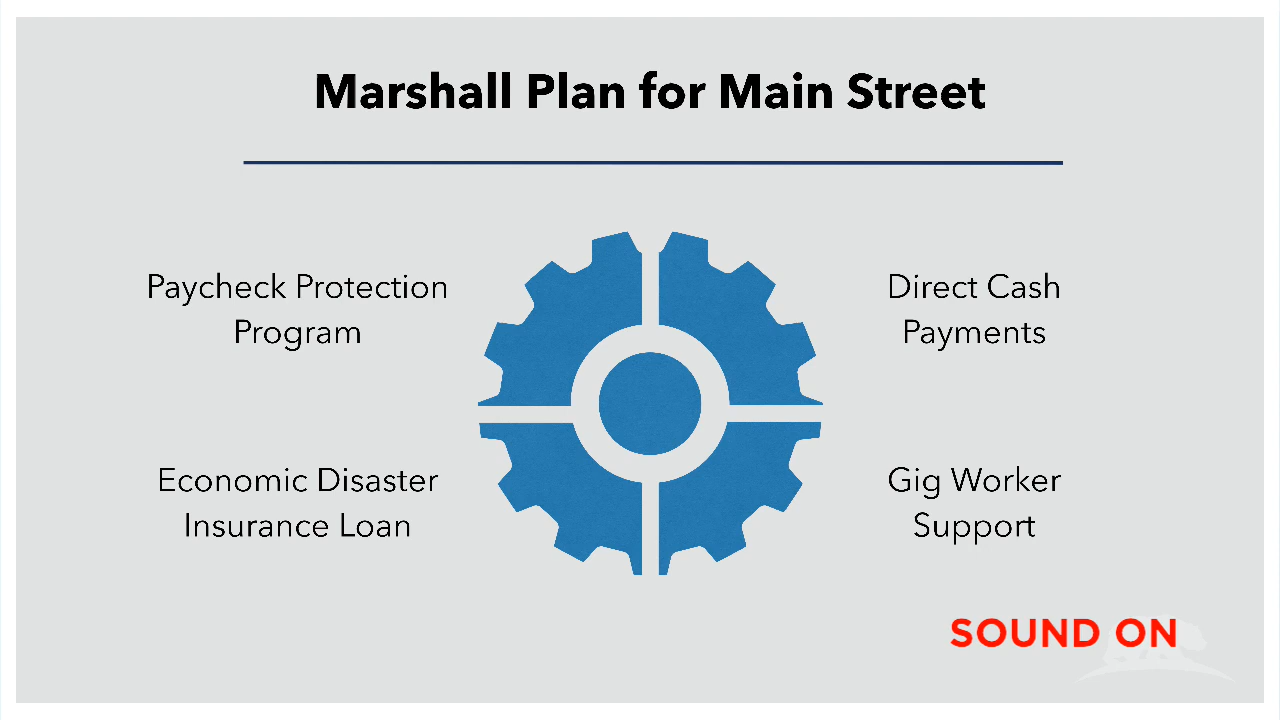 Marshall Plan for Main Street
Paycheck Protection
Program
Direct Cash
Payments
Economic Disaster
Insurance Loan
Gig Worker
Support
SOUND ON